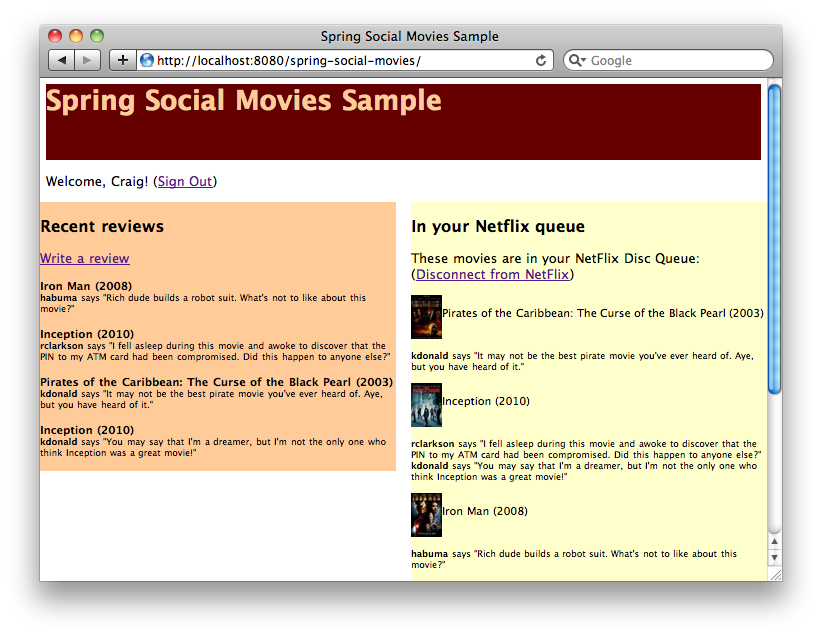 Spring Social Movies Sample
http://localhost:8080/spring-social-movies/
Google
Spring Social Movies Sample
Welcome, Craig! (Sign Out)
Recent reviews
Write a review
Iron Man (2008)
habuma says "Rich dude builds a robot suit. What's not to like about this
movie?"
Inception (2010)
rclarkson says "I fell asleep during this movie and awoke to discover that the
PIN to my ATM card had been compromised. Did this happen to anyone else?"
Pirates of the Caribbean: The Curse of the Black Pearl (2003)
kdonald says "It may not be the best pirate movie you've ever heard of. Aye,
but you have heard of it."
Inception (2010)
kdonald says "You may say that I'm a dreamer, but I'm not the only one who
think Inception was a great movie!"
In your Netflix queue
These movies are in your NetFlix Disc Queue:
(Disconnect from NetFlix)
Pirates of the Caribbean: The Curse of the Black Pearl (2003)
kdonald says "It may not be the best pirate movie you've ever heard of. Aye,
but you have heard of it."
Inception (2010)
rclarkson says "I fell asleep during this movie and awoke to discover that the
PIN to my ATM card had been compromised. Did this happen to anyone else?"
kdonald says "You may say that I'm a dreamer, but I'm not the only one who
think Inception was a great movie!"
Iron Man (2008)
habuma says "Rich dude builds a robot suit. What's not to like about this
movie?"